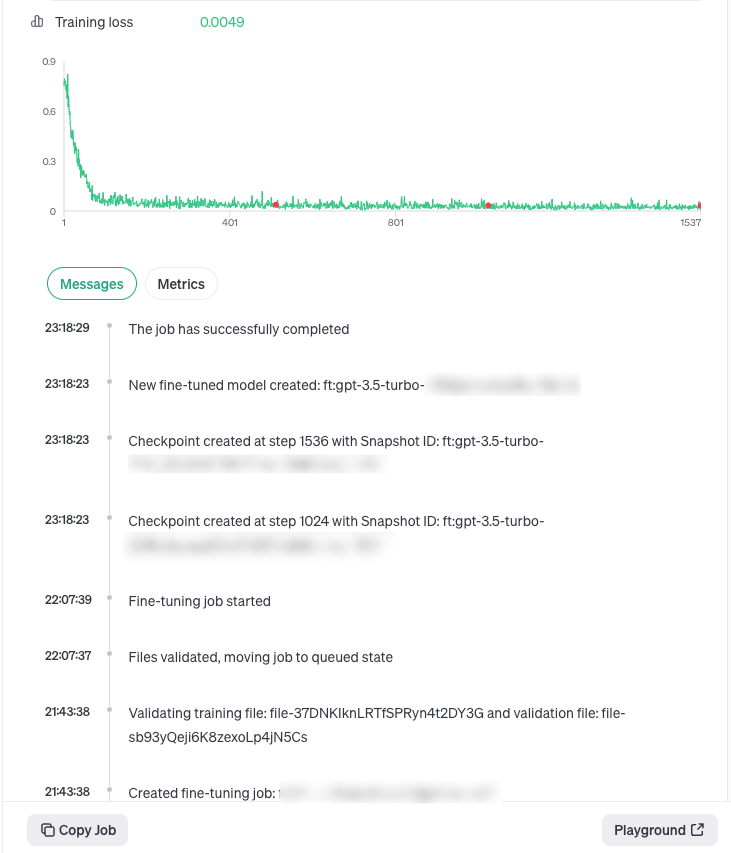 Training loss 0.0049
0.9
0.6
0.3
0
1 401 801 1537
Messages Metrics
23:18:29 The job has successfully completed
23:18:23 New fine-tuned model created: ft:gpt-3.5-turbo-
23:18:23 Checkpoint created at step 1536 with Snapshot ID: ft:gpt-3.5-turbo-
23:18:23 Checkpoint created at step 1024 with Snapshot ID: ft:gpt-3.5-turbo-
22:07:39 Fine-tuning job started
22:07:37 Files validated, moving job to queued state
21:43:38 Validating training file: file-37DNKIknLRTfSPRyn4t2DY3G and validation file: file-
sb93yQeji6K8zexoLp4jN5Cs
21:43:38 Created fine-tuning job:
Copy Job Playground